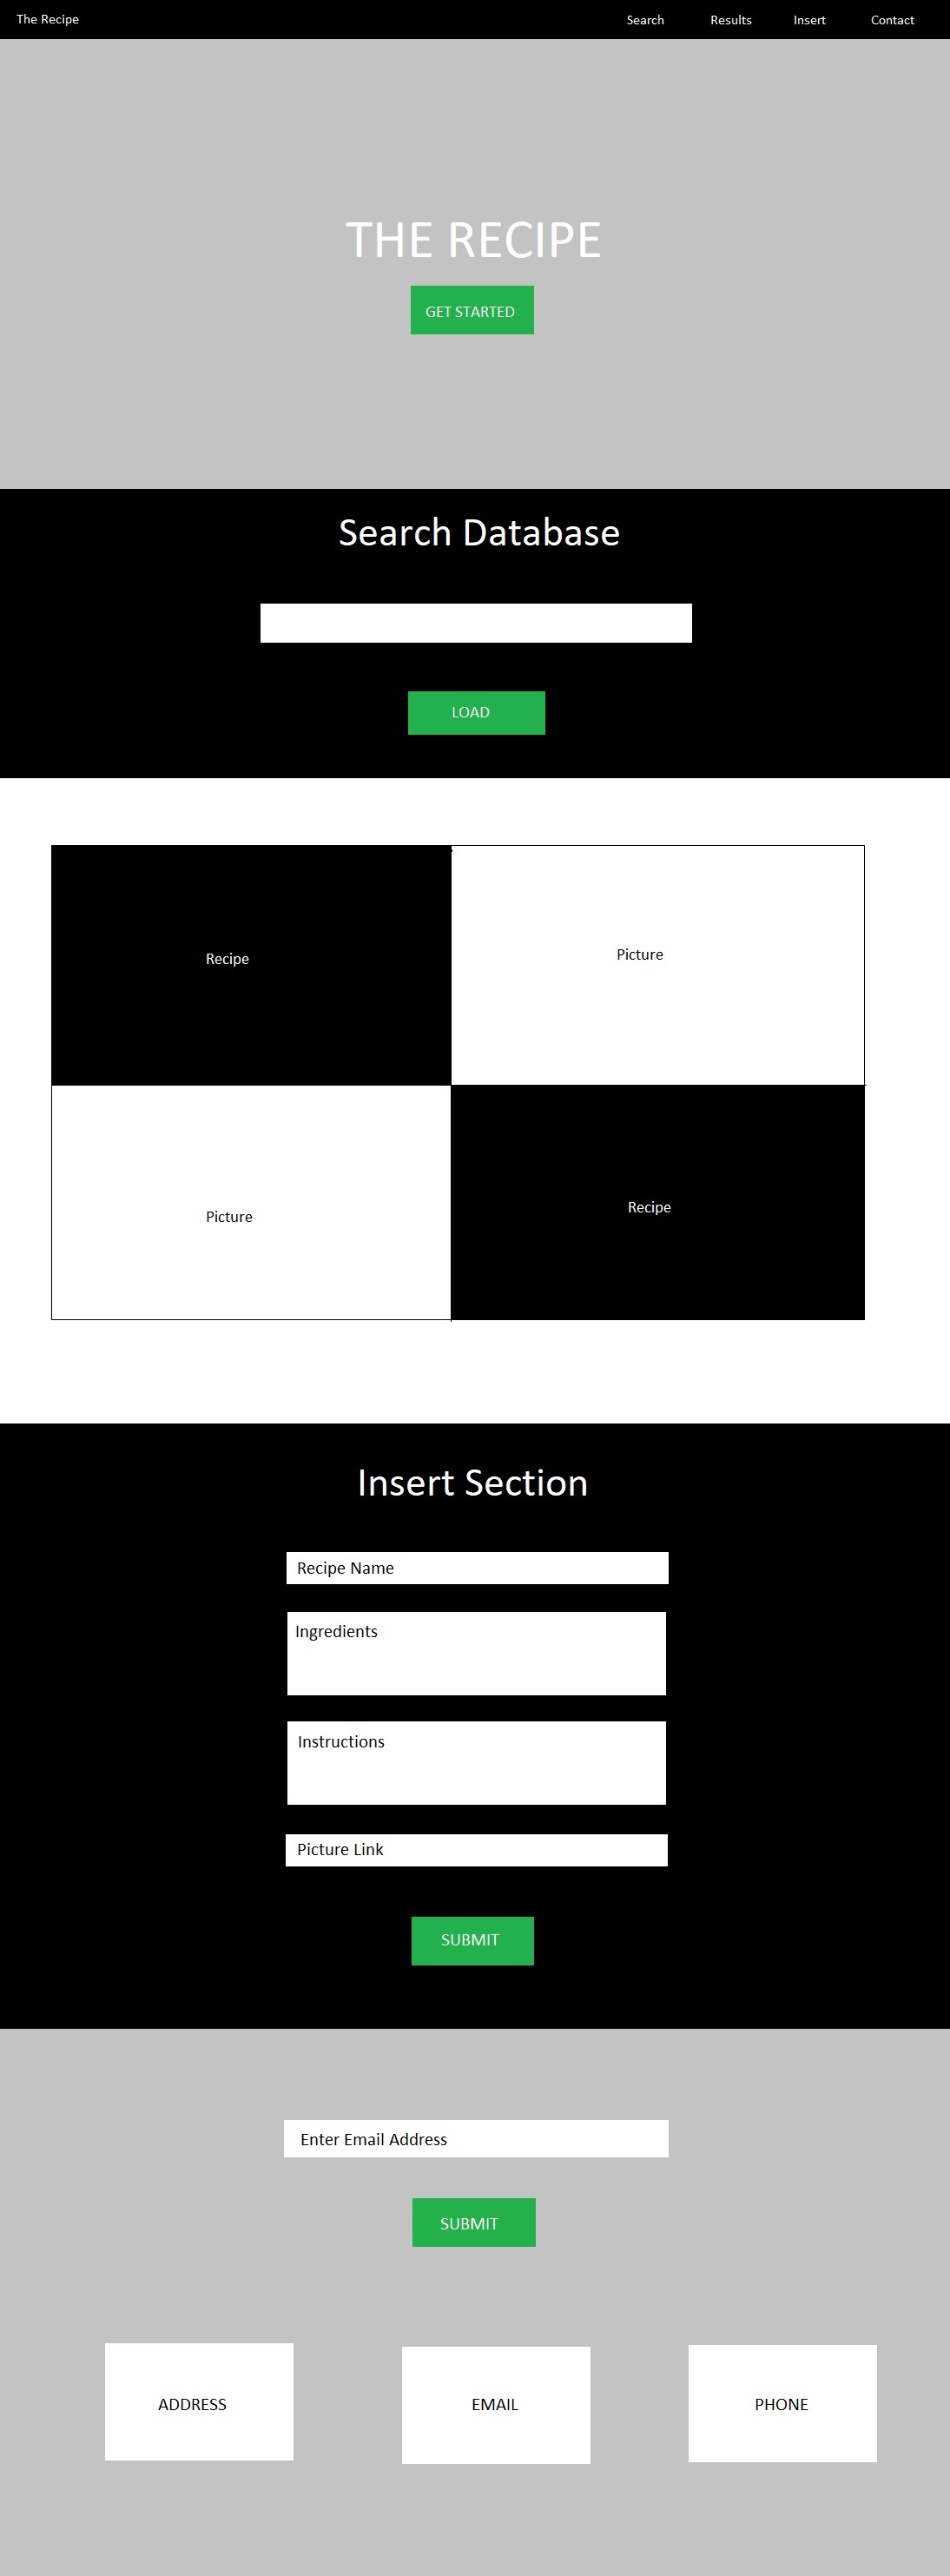 The Recipe
Search
Results
Insert
Contact
THE RECIPE
GET STARTED
Search Database
LOAD
Recipe
Picture
Picture
Recipe
Insert Section
Recipe Name
Ingredients
Instructions
Picture Link
SUBMIT
Enter Email Address
SUBMIT
ADDRESS
EMAIL
PHONE